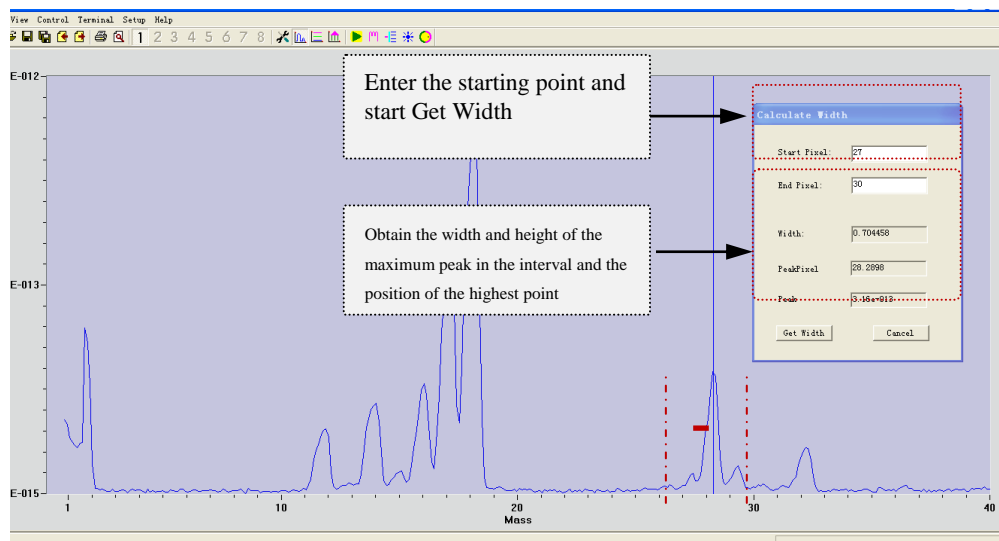 View Control Terminal Setup Help
1 2 3 4 5 6 7 8
E-012
Enter the starting point and
start Get Width
Calculate Width
Start Pixel: 27
End Pixel: 30
Obtain the width and height of the
maximum peak in the interval and the
position of the highest point
Width: 0.704458
PeakPixel 28.2898
E-013
Peak 3.16e-013
Get Width Cancel
E-015
1 10 20 30 40
Mass